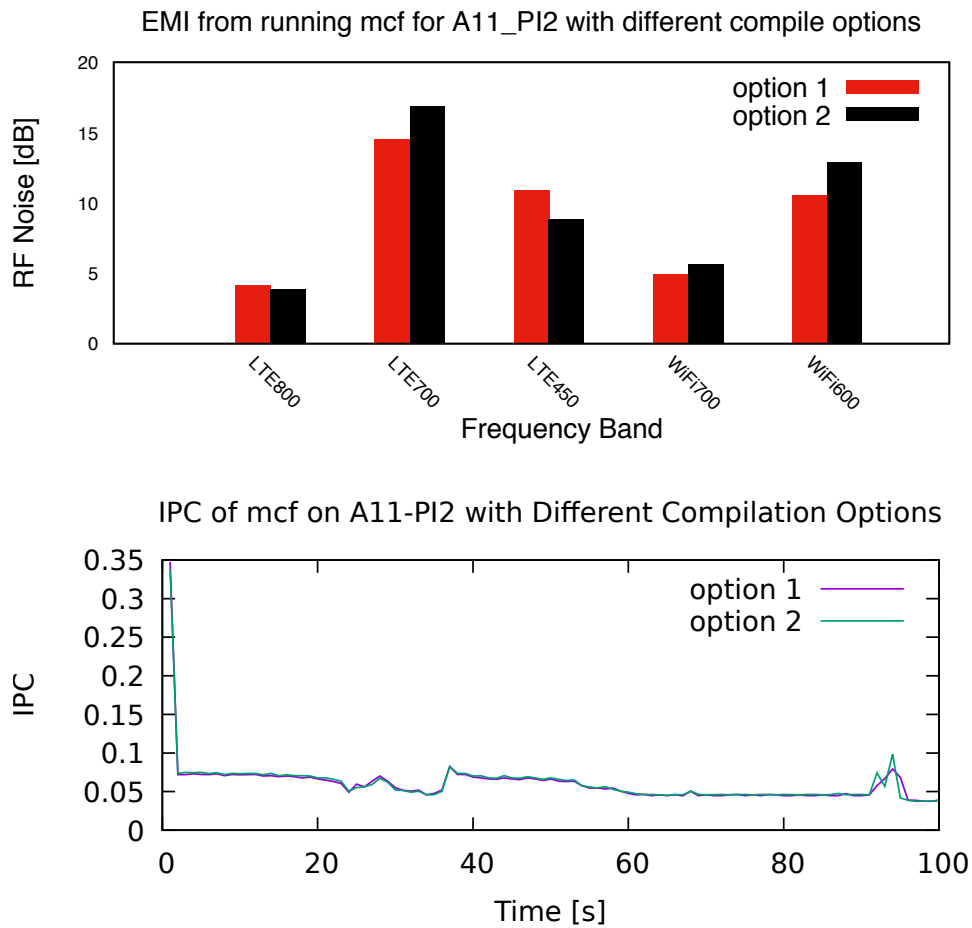 EMI from running mcf for A11_PI2 with different compile options
20
15
10
5
0
RF Noise [dB]
option 1
option 2
LTE800
LTE700
LTE450
WiFi700
WiFi600
Frequency Band
IPC of mcf on A11-PI2 with Different Compilation Options
0.35
0.3
0.25
0.2
0.15
0.1
0.05
0
IPC
option 1
option 2
0 20 40 60 80 100
Time [s]